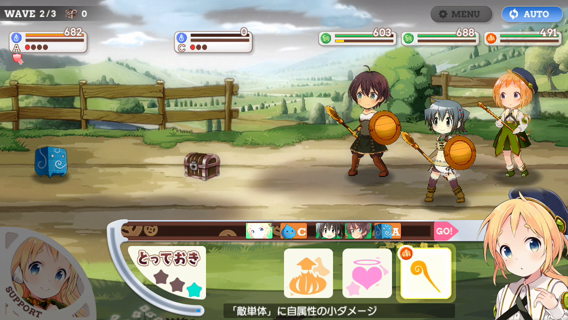 WAVE 2/3 0 MENU AUTO
682 0 603 688 491
A C
C A GO!
とっておき
SUPPORT
「敵単体」に自属性の小ダメージ